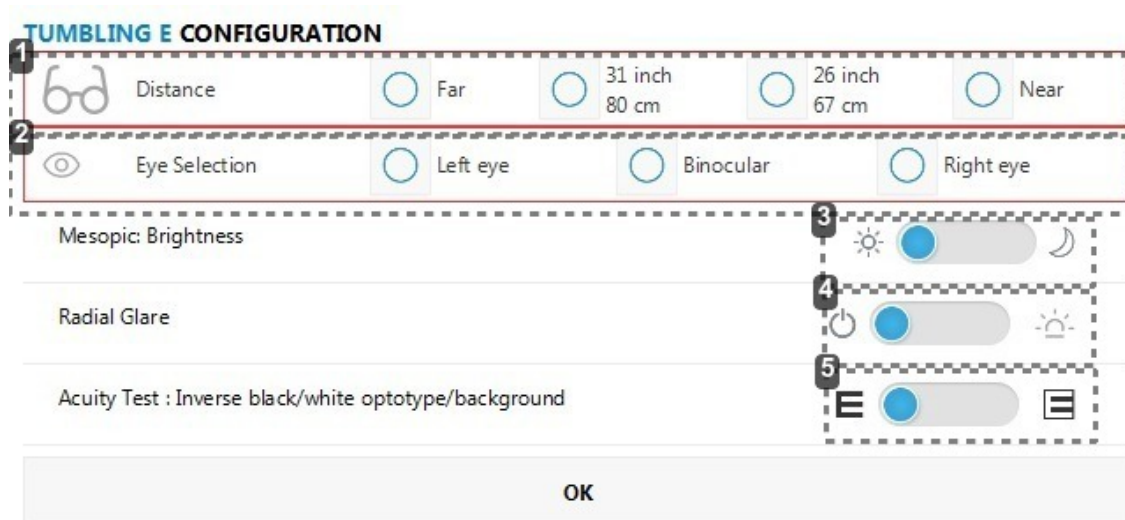 TUMBLING E CONFIGURATION
1
Distance
Far
31 inch
80 cm
26 inch
67 cm
Near
2
Eye Selection
Left eye
Binocular
Right eye
Mesopic: Brightness
3
Radial Glare
4
Acuity Test : Inverse black/white optotype/background
5
E
E
OK